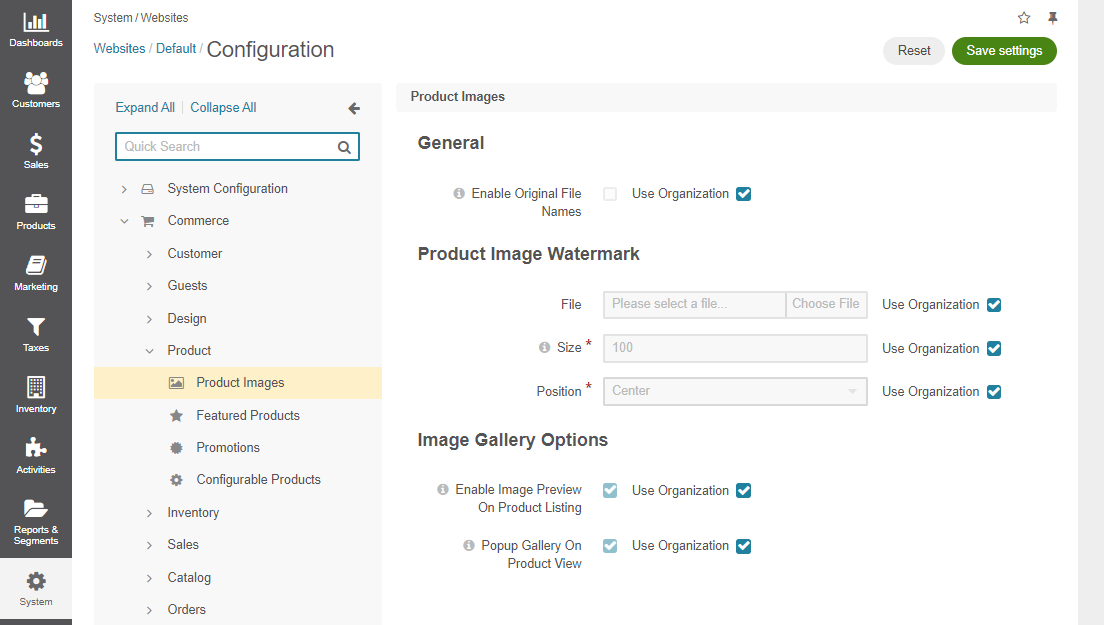 Dashboards
Customers
Sales
Products
Marketing
Taxes
Inventory
Activities
Reports &
Segments
System
System / Websites
Websites / Default / Configuration
Reset
Save settings
Expand All | Collapse All
Quick Search
System Configuration
Commerce
Customer
Guests
Design
Product
Product Images
Featured Products
Promotions
Configurable Products
Inventory
Sales
Catalog
Orders
Product Images
General
Enable Original File
Names
Use Organization
Product Image Watermark
File
Please select a file...
Choose File
Use Organization
Size *
100
Use Organization
Position *
Center
Use Organization
Image Gallery Options
Enable Image Preview
On Product Listing
Use Organization
Popup Gallery On
Product View
Use Organization